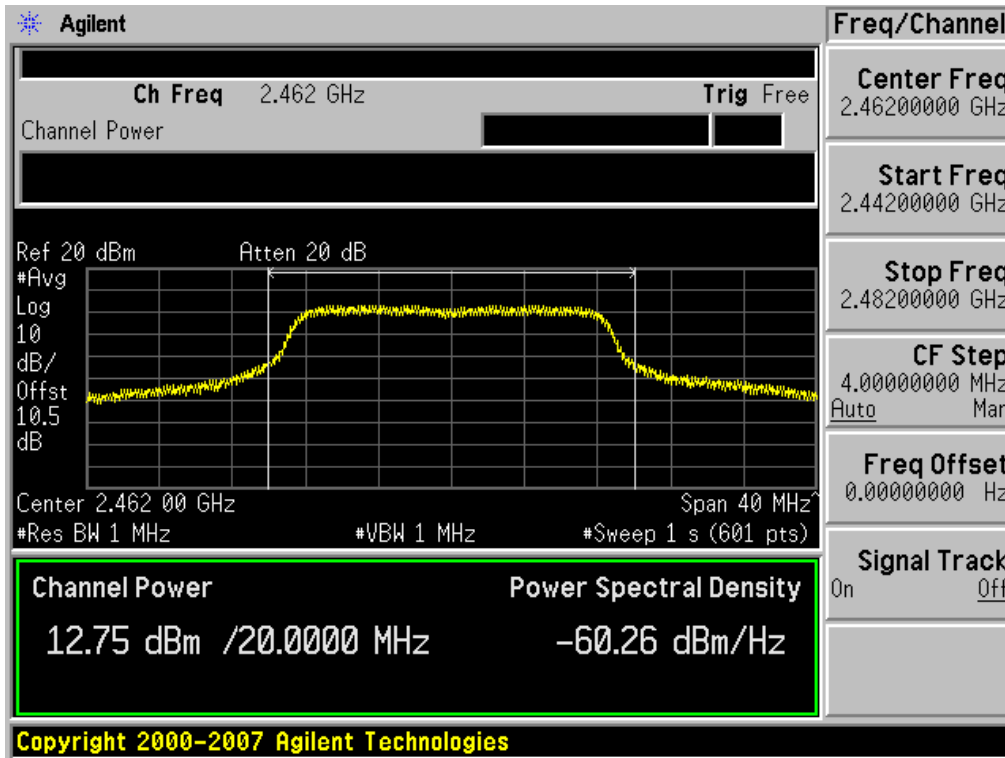 Agilent
Freq/Channel
Ch Freq 2.462 GHz Trig Free
Channel Power
Center Freq
2.46200000 GHz
Start Freq
2.44200000 GHz
Ref 20 dBm Atten 20 dB
#Avg
Log
10
dB/
Offst
10.5
dB
Stop Freq
2.48200000 GHz
CF Step
4.00000000 MHz
Auto Man
Freq Offset
0.00000000 Hz
Center 2.462 00 GHz Span 40 MHz^
#Res BW 1 MHz #VBW 1 MHz #Sweep 1 s (601 pts)
Signal Track
On Off
Channel Power Power Spectral Density
12.75 dBm /20.0000 MHz -60.26 dBm/Hz
Copyright 2000-2007 Agilent Technologies